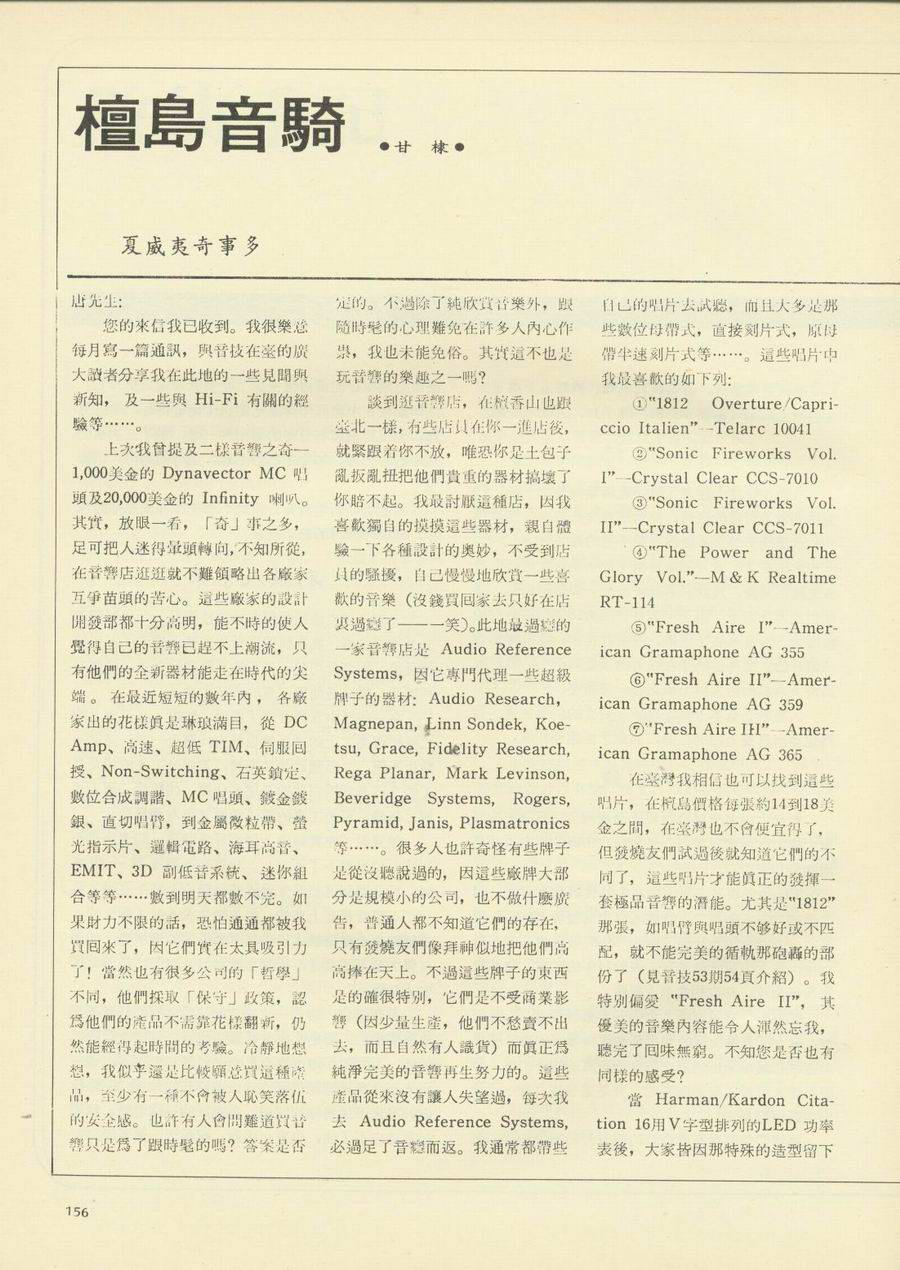 檀島音騎
●甘 棣●
夏威夷奇事多
唐先生:
您的來信我已收到。我很樂意
每月寫一篇通訊，與音技在臺的廣
大讀者分享我在此地的一些見聞與
新知，及一些與 Hi-Fi 有關的經
驗等……。
上次我曾提及二樣音響之奇—
1,000美金的 Dynavector MC 唱
頭及20,000美金的 Infinity 喇叭。
其實，放眼一看，「奇」事之多，
足可把人迷得暈頭轉向,不知所從,
在音響店逛逛就不難領略出各廠家
互爭苗頭的苦心。這些廠家的設計
開發部都十分高明，能不時的使人
覺得自己的音響已趕不上潮流，只
有他們的全新器材能走在時代的尖
端。在最近短短的數年內，各廠
家出的花樣眞是琳琅滿目，從 DC
Amp、高速、超低 TIM、伺服囘
授、Non-Switching、石英鎖定、
數位合成調諧、MC 唱頭、鍍金鍍
銀、直切唱臂，到金屬微粒帶、螢
光指示片、邏輯電路、海耳高音、
EMIT、3D 副低音系統、迷你組
合等等……數到明天都數不完。如
果財力不限的話，恐怕通通都被我
買囘來了，因它們實在太具吸引力
了！當然也有很多公司的「哲學」
不同，他們採取「保守」政策，認
爲他們的產品不需靠花樣翻新，仍
然能經得起時間的考驗。冷靜地想
想，我似乎還是比較願意買這種產
品，至少有一種不會被人恥笑落伍
的安全感。也許有人會問難道買音
響只是爲了跟時髦的嗎？答案是否
定的。不過除了純欣賞音樂外，跟
隨時髦的心理難免在許多人內心作
祟，我也未能免俗。其實這不也是
玩音響的樂趣之一嗎？
談到逛音響店，在檀香山也跟
臺北一樣,有些店員在你一進店後,
就緊跟着你不放，唯恐你是土包子
亂扳亂扭把他們貴重的器材搞壞了
你賠不起。我最討厭這種店，因我
喜歡獨自的摸摸這些器材，親自體
驗一下各種設計的奧妙，不受到店
員的騷擾，自己慢慢地欣賞一些喜
歡的音樂（沒錢買囘家去只好在店
裏過癮了——一笑）。此地最過癮的
一家音響店是 Audio Reference
Systems，因它專門代理一些超級
牌子的器材: Audio Research,
Magnepan, Linn Sondek, Koe-
tsu, Grace, Fidelity Research,
Rega Planar, Mark Levinson,
Beveridge Systems, Rogers,
Pyramid, Janis, Plasmatronics
等……。很多人也許奇怪有些牌子
是從沒聽說過的，因這些廠牌大部
分是規模小的公司，也不做什麼廣
告，普通人都不知道它們的存在,
只有發燒友們像拜神似地把他們高
高捧在天上。不過這些牌子的東西
是的確很特別，它們是不受商業影
響（因少量生產，他們不愁賣不出
去，而且自然有人識貨）而眞正爲
純淨完美的音響再生努力的。這些
產品從來沒有讓人失望過，每次我
去 Audio Reference Systems,
必過足了音癮而返。我通常都帶些
自己的唱片去試聽，而且大多是那
些數位母帶式，直接刻片式，原母
帶半速刻片式等……。這些唱片中
我最喜歡的如下列:
①"1812 Overture/Capri-
ccio Italien"—Telarc 10041
②"Sonic Fireworks Vol.
I"—Crystal Clear CCS-7010
③"Sonic Fireworks Vol.
II"—Crystal Clear CCS-7011
④"The Power and The
Glory Vol."—M & K Realtime
RT-114
⑤"Fresh Aire I"—Amer-
ican Gramaphone AG 355
⑥"Fresh Aire II"—Amer-
ican Gramaphone AG 359
⑦"Fresh Aire III"—Amer-
ican Gramaphone AG 365
在臺灣我相信也可以找到這些
唱片，在檀島價格每張約14到18美
金之間，在臺灣也不會便宜得了,
但發燒友們試過後就知道它們的不
同了，這些唱片才能眞正的發揮一
套極品音響的潛能。尤其是"1812"
那張，如唱臂與唱頭不够好或不匹
配，就不能完美的循軌那砲轟的部
份了（見音技53期54頁介紹）。我
特別偏愛 "Fresh Aire II"，其
優美的音樂內容能令人渾然忘我,
聽完了囘味無窮。不知您是否也有
同樣的感受？
當 Harman/Kardon Cita-
tion 16用V字型排列的LED 功率
表後，大家皆因那特殊的造型留下
156